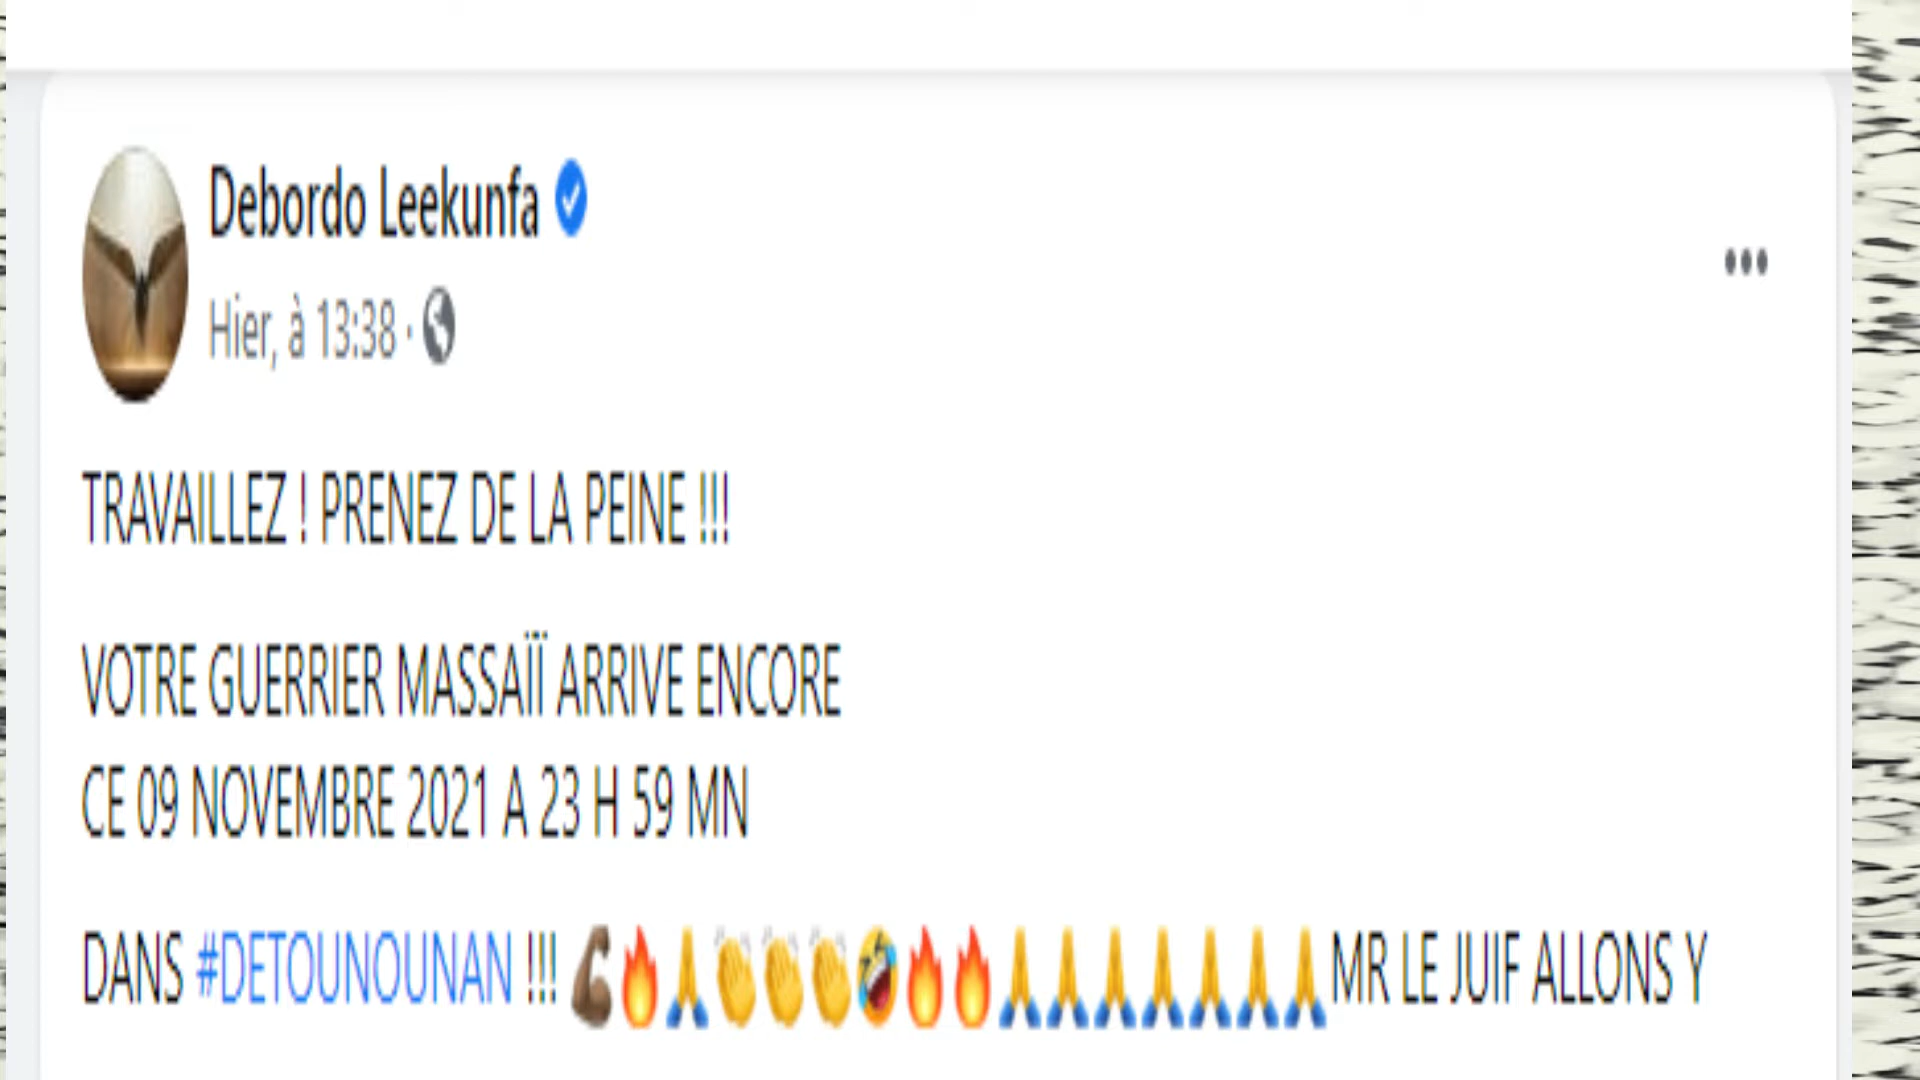 Debordo Leekunfa
Hier, à 13:38 ·
TRAVAILLEZ ! PRENEZ DE LA PEINE !!!
VOTRE GUERRIER MASSAÏÏ ARRIVE ENCORE
CE 09 NOVEMBRE 2021 A 23 H 59 MN
DANS #DETOUNOUNAN !!! 💪🏿🔥🙏👏👏👏🤣🔥🔥🙏🙏🙏🙏🙏🙏🙏MR LE JUIF ALLONS Y